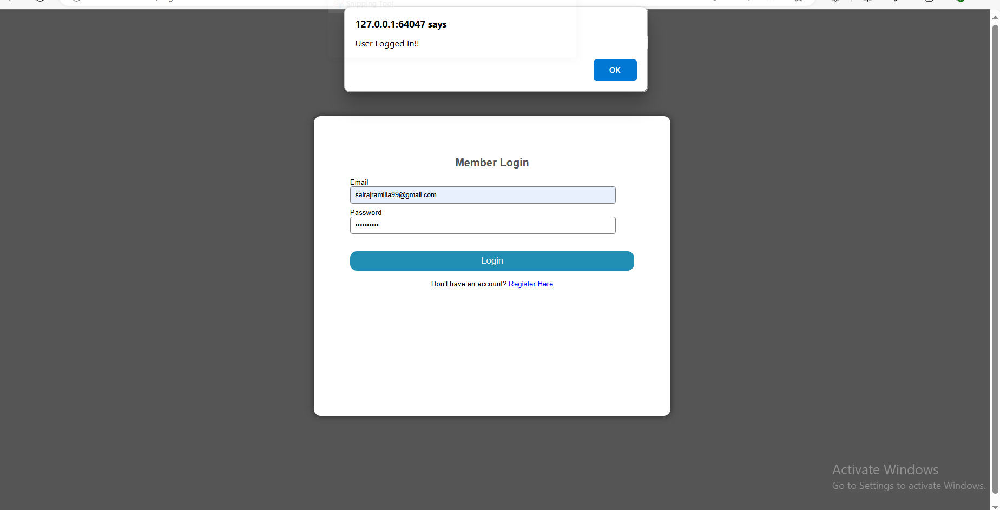 Snipping Tool
127.0.0.1:64047 says
User Logged In!!
OK
Member Login
Email
sairajramilla99@gmail.com
Password
••••••••••
Login
Don't have an account? Register Here
Activate Windows
Go to Settings to activate Windows.